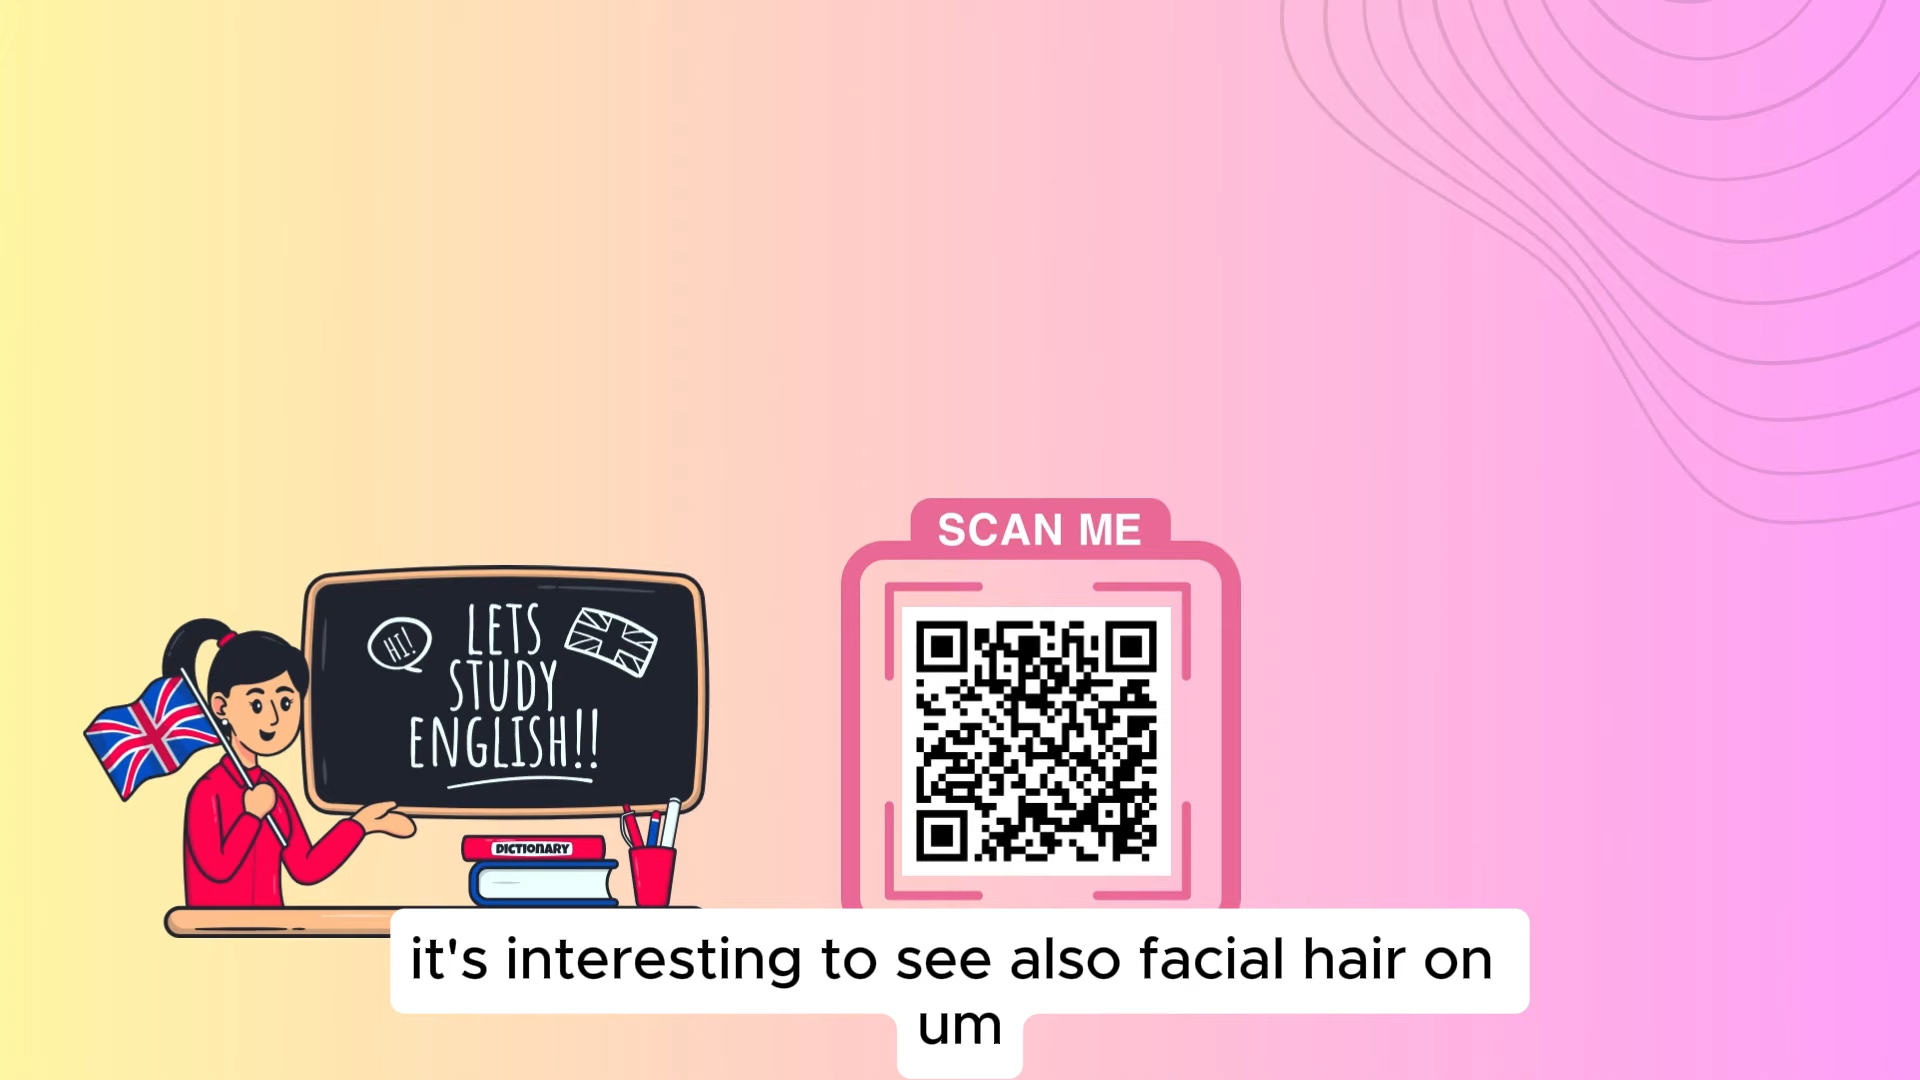 SCAN ME
HI!
LETS
STUDY
ENGLISH!!
DICTIONARY
it's interesting to see also facial hair on
um